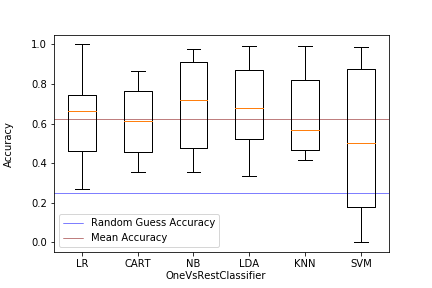 Accuracy
1.0
0.8
0.6
0.4
0.2
0.0
Random Guess Accuracy
Mean Accuracy
LR CART NB LDA KNN SVM
OneVsRestClassifier